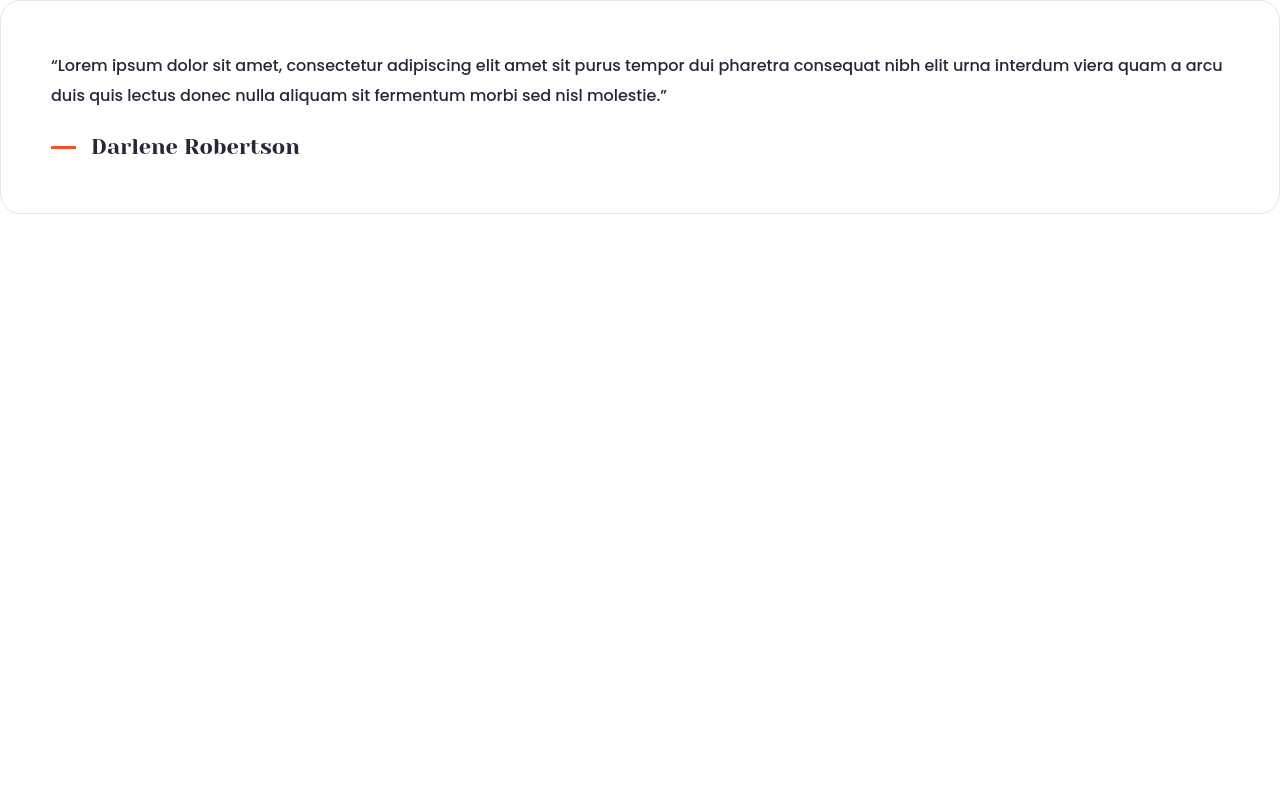 “Lorem ipsum dolor sit amet, consectetur adipiscing elit amet sit purus tempor dui pharetra consequat nibh elit urna interdum viera quam a arcu
duis quis lectus donec nulla aliquam sit fermentum morbi sed nisl molestie.”
Darlene Robertson